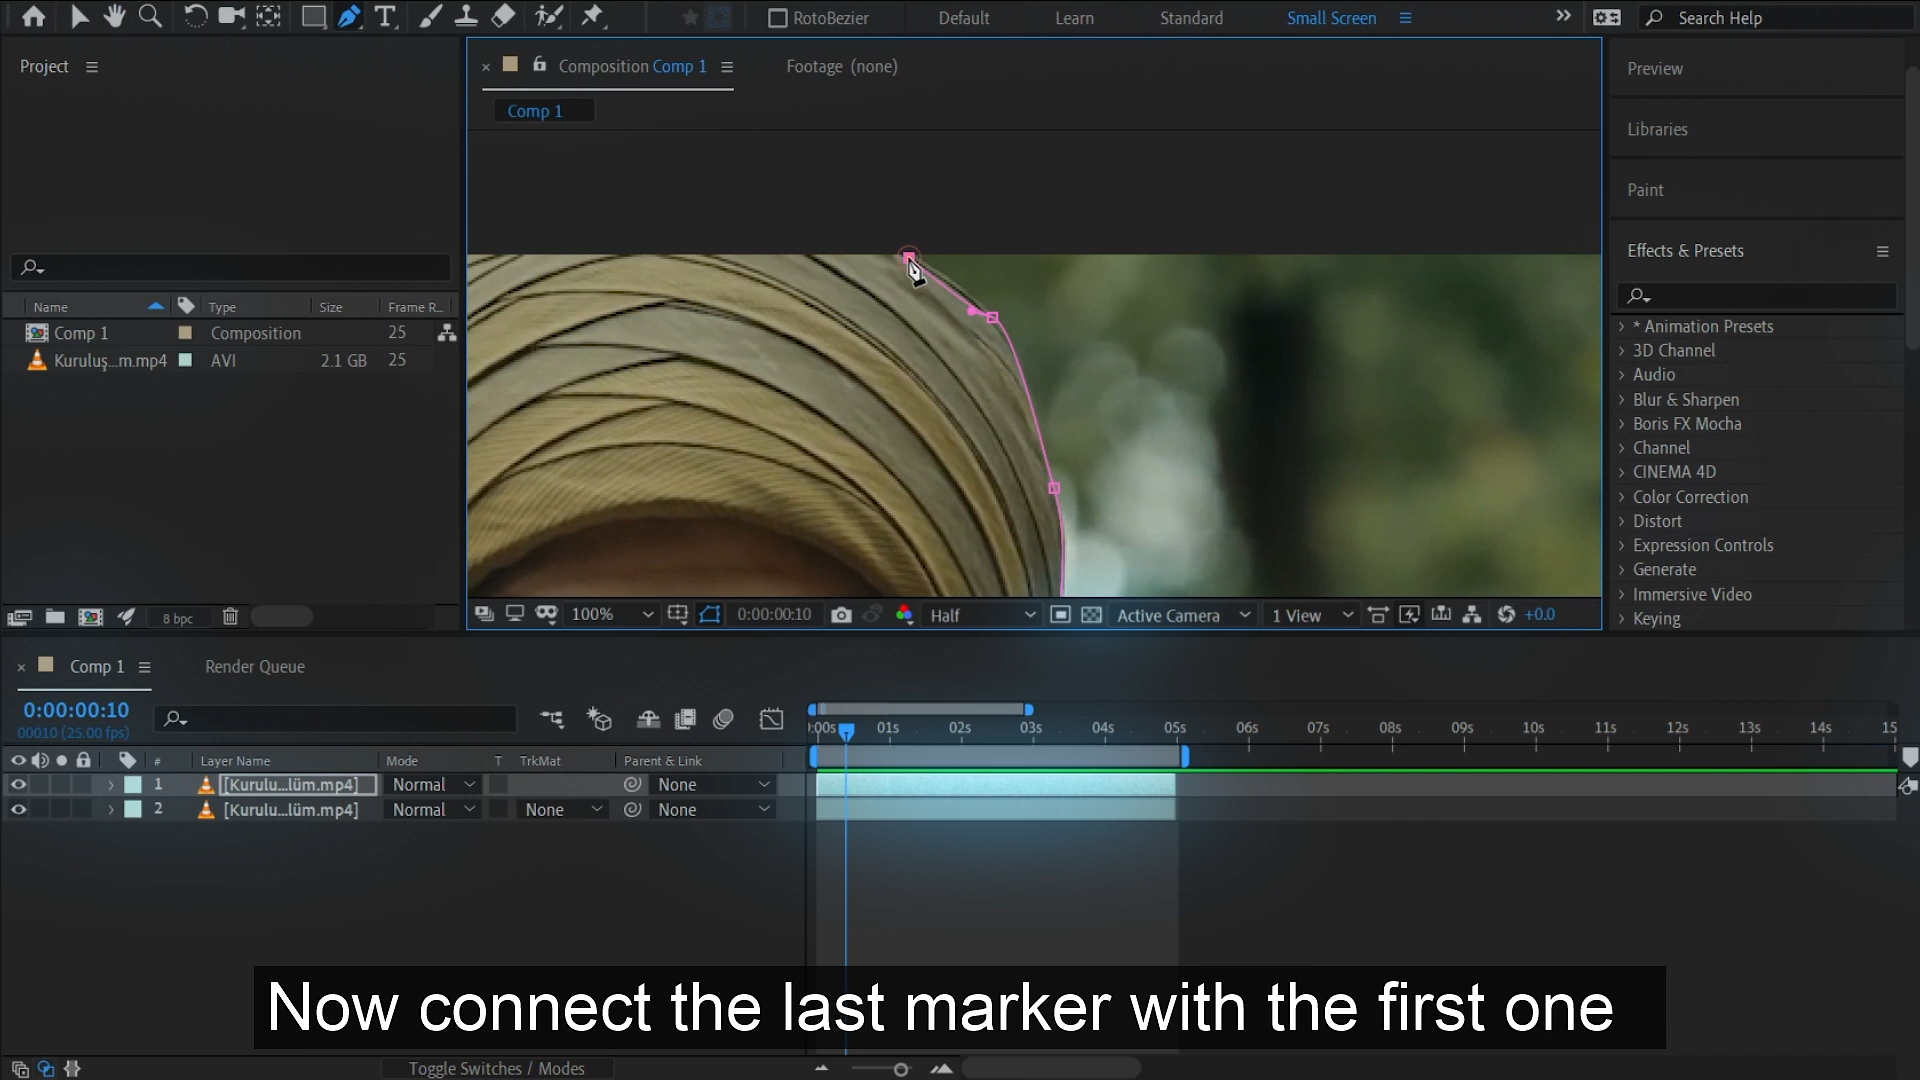 RotoBezier Default Learn Standard Small Screen Search Help
Project
Composition Comp 1 Footage (none)
Comp 1
Name Type Size Frame R...
Comp 1 Composition 25
Kuruluş...m.mp4 AVI 2.1 GB 25
8 bpc
100% 0:00:00:10 Half Active Camera 1 View +0.0
Preview
Libraries
Paint
Effects & Presets
* Animation Presets
3D Channel
Audio
Blur & Sharpen
Boris FX Mocha
Channel
CINEMA 4D
Color Correction
Distort
Expression Controls
Generate
Immersive Video
Keying
Comp 1 Render Queue
0:00:00:10
00010 (25.00 fps)
:00s 01s 02s 03s 04s 05s 06s 07s 08s 09s 10s 11s 12s 13s 14s 15
# Layer Name Mode T TrkMat Parent & Link
1 [Kurulu...lüm.mp4] Normal None
2 [Kurulu...lüm.mp4] Normal None None
Now connect the last marker with the first one
Toggle Switches / Modes